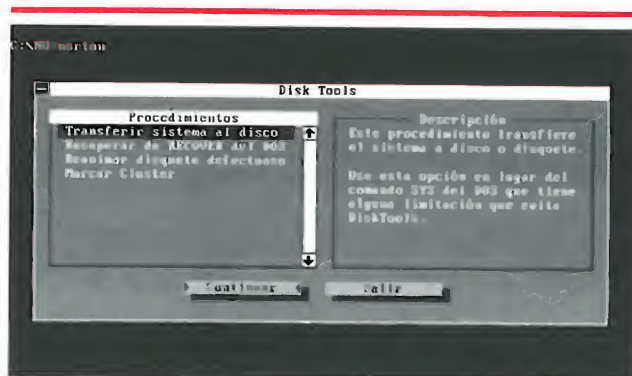 Disk Tools
Procedimientos
Transferir sistema al disco
Recuperar de RECOVER del DOS
Reanimar disquete defectuoso
Marcar Cluster
Descripción
Este procedimiento transfiere
el sistema a disco o disquete.
Use esta opción en lugar del
comando SYS del DOS que tiene
alguna limitación que evita
DiskTools.
Continuar
Salir